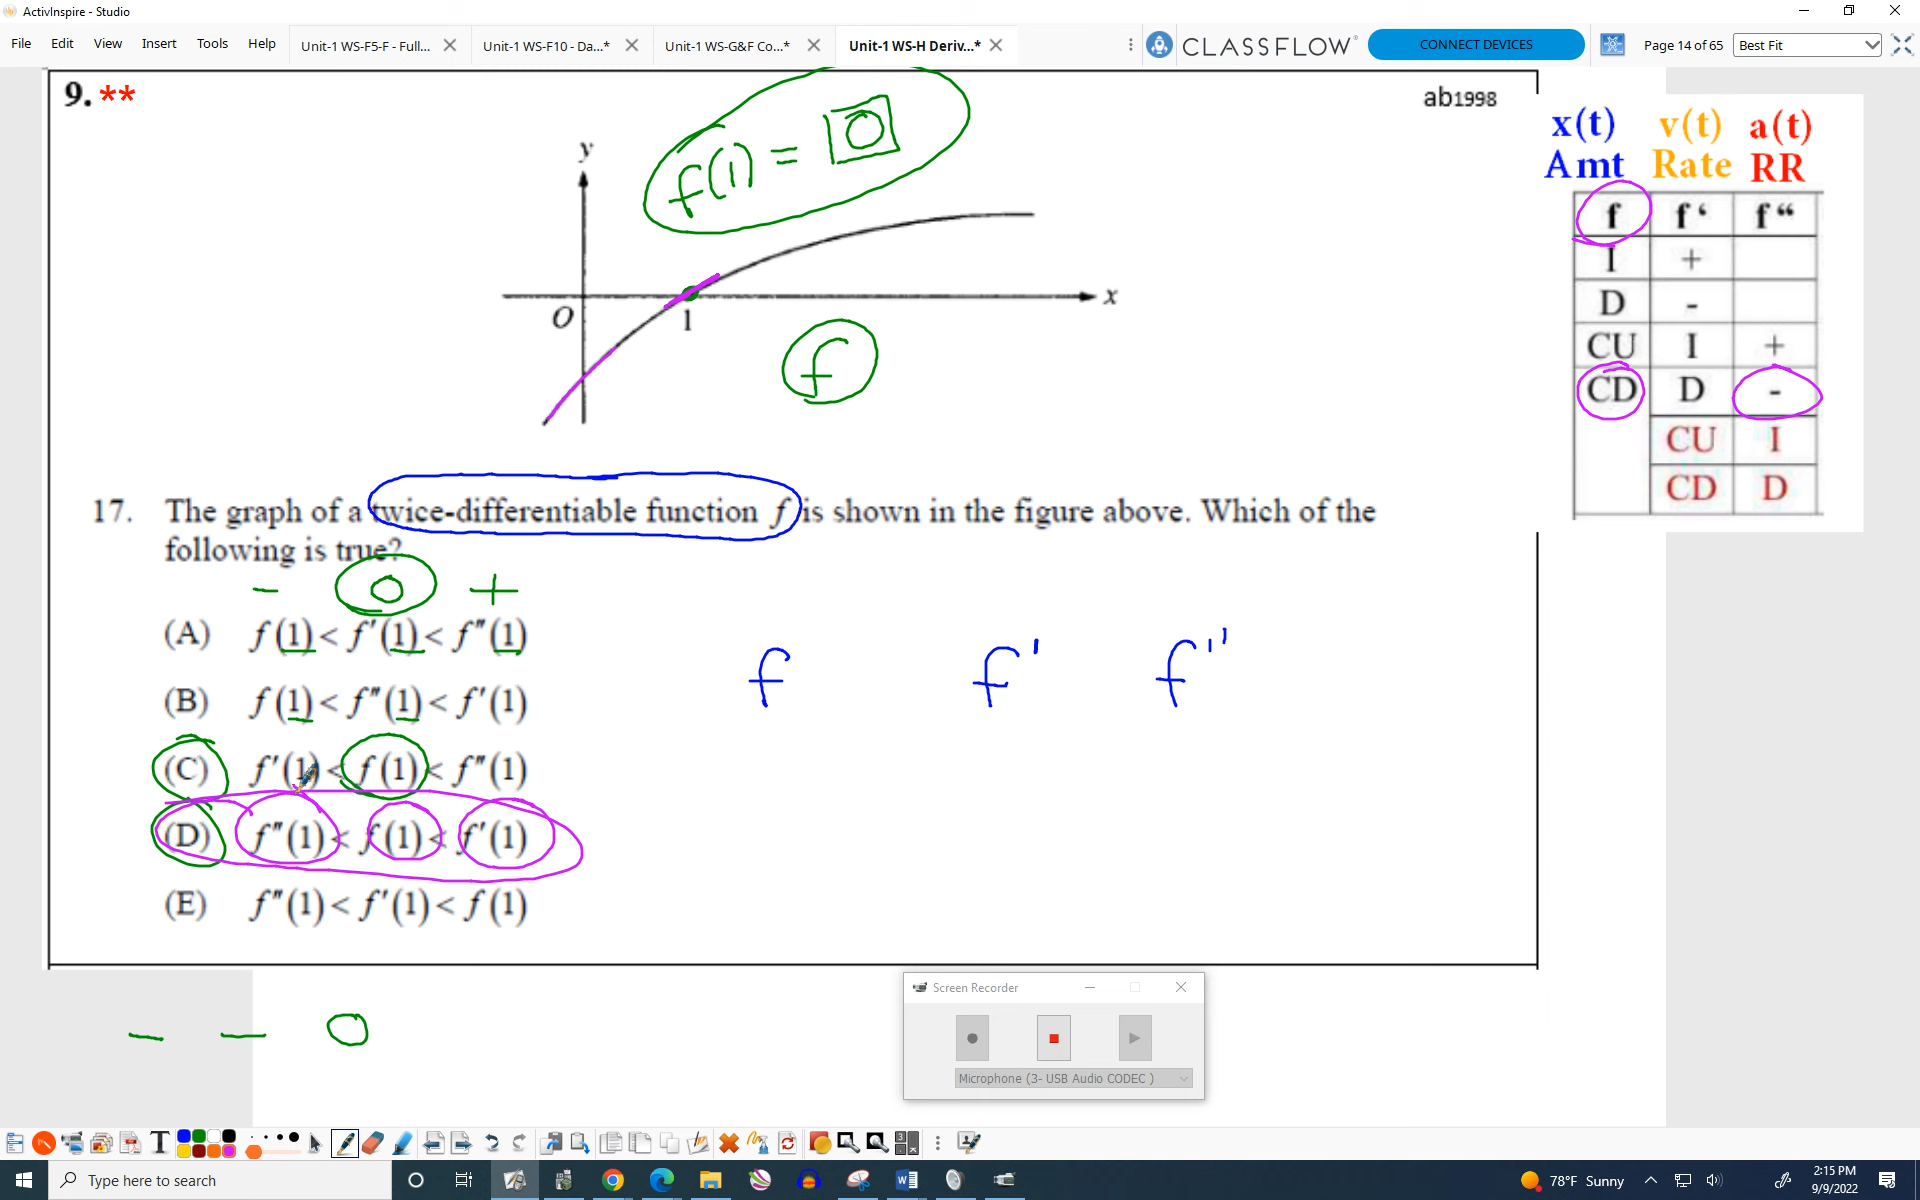 ActivInspire - Studio
File Edit View Insert Tools Help
Unit-1 WS-F5-F - Full... Unit-1 WS-F10 - Da...* Unit-1 WS-G&F Co...* Unit-1 WS-H Deriv...*
CLASSFLOW CONNECT DEVICES Page 14 of 65 Best Fit
9. **
ab1998
f(1) = 0
y
x
O
1
f
x(t) v(t) a(t)
Amt Rate RR
f f‘ f“
I +
D -
CU I +
CD D -
CU I
CD D
17. The graph of a twice-differentiable function f is shown in the figure above. Which of the
following is true?
- 0 +
(A) f(1) < f'(1) < f"(1)
(B) f(1) < f"(1) < f'(1)
(C) f'(1) < f(1) < f"(1)
(D) f"(1) < f(1) < f'(1)
(E) f"(1) < f'(1) < f(1)
f f' f''
- - 0
Screen Recorder
Microphone (3- USB Audio CODEC )
T
Type here to search
78°F Sunny
2:15 PM
9/9/2022